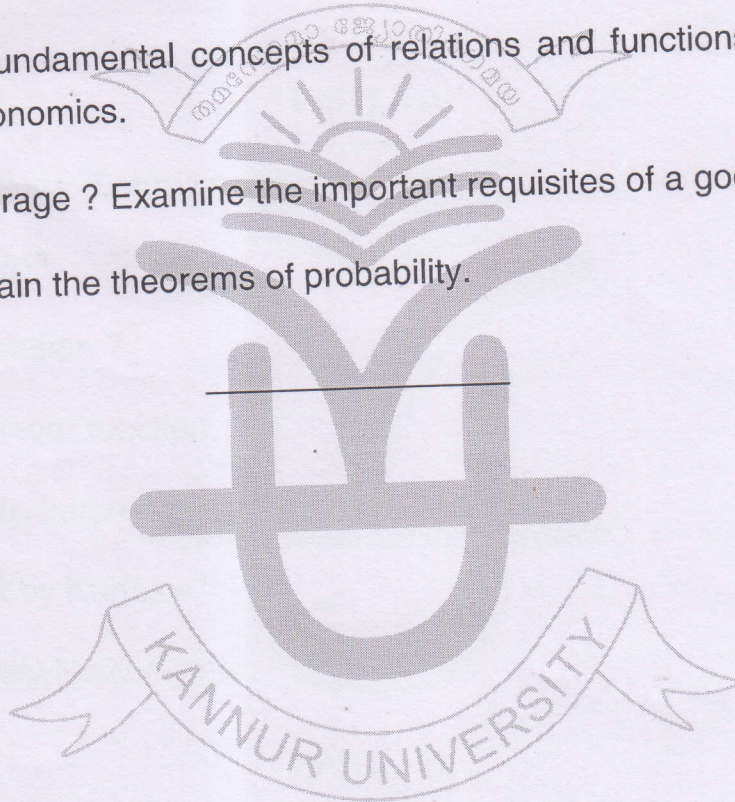 undamental concepts of relations and functions
onomics.
rage ? Examine the important requisites of a go
ain the theorems of probability.
KANNUR UNIVERSITY